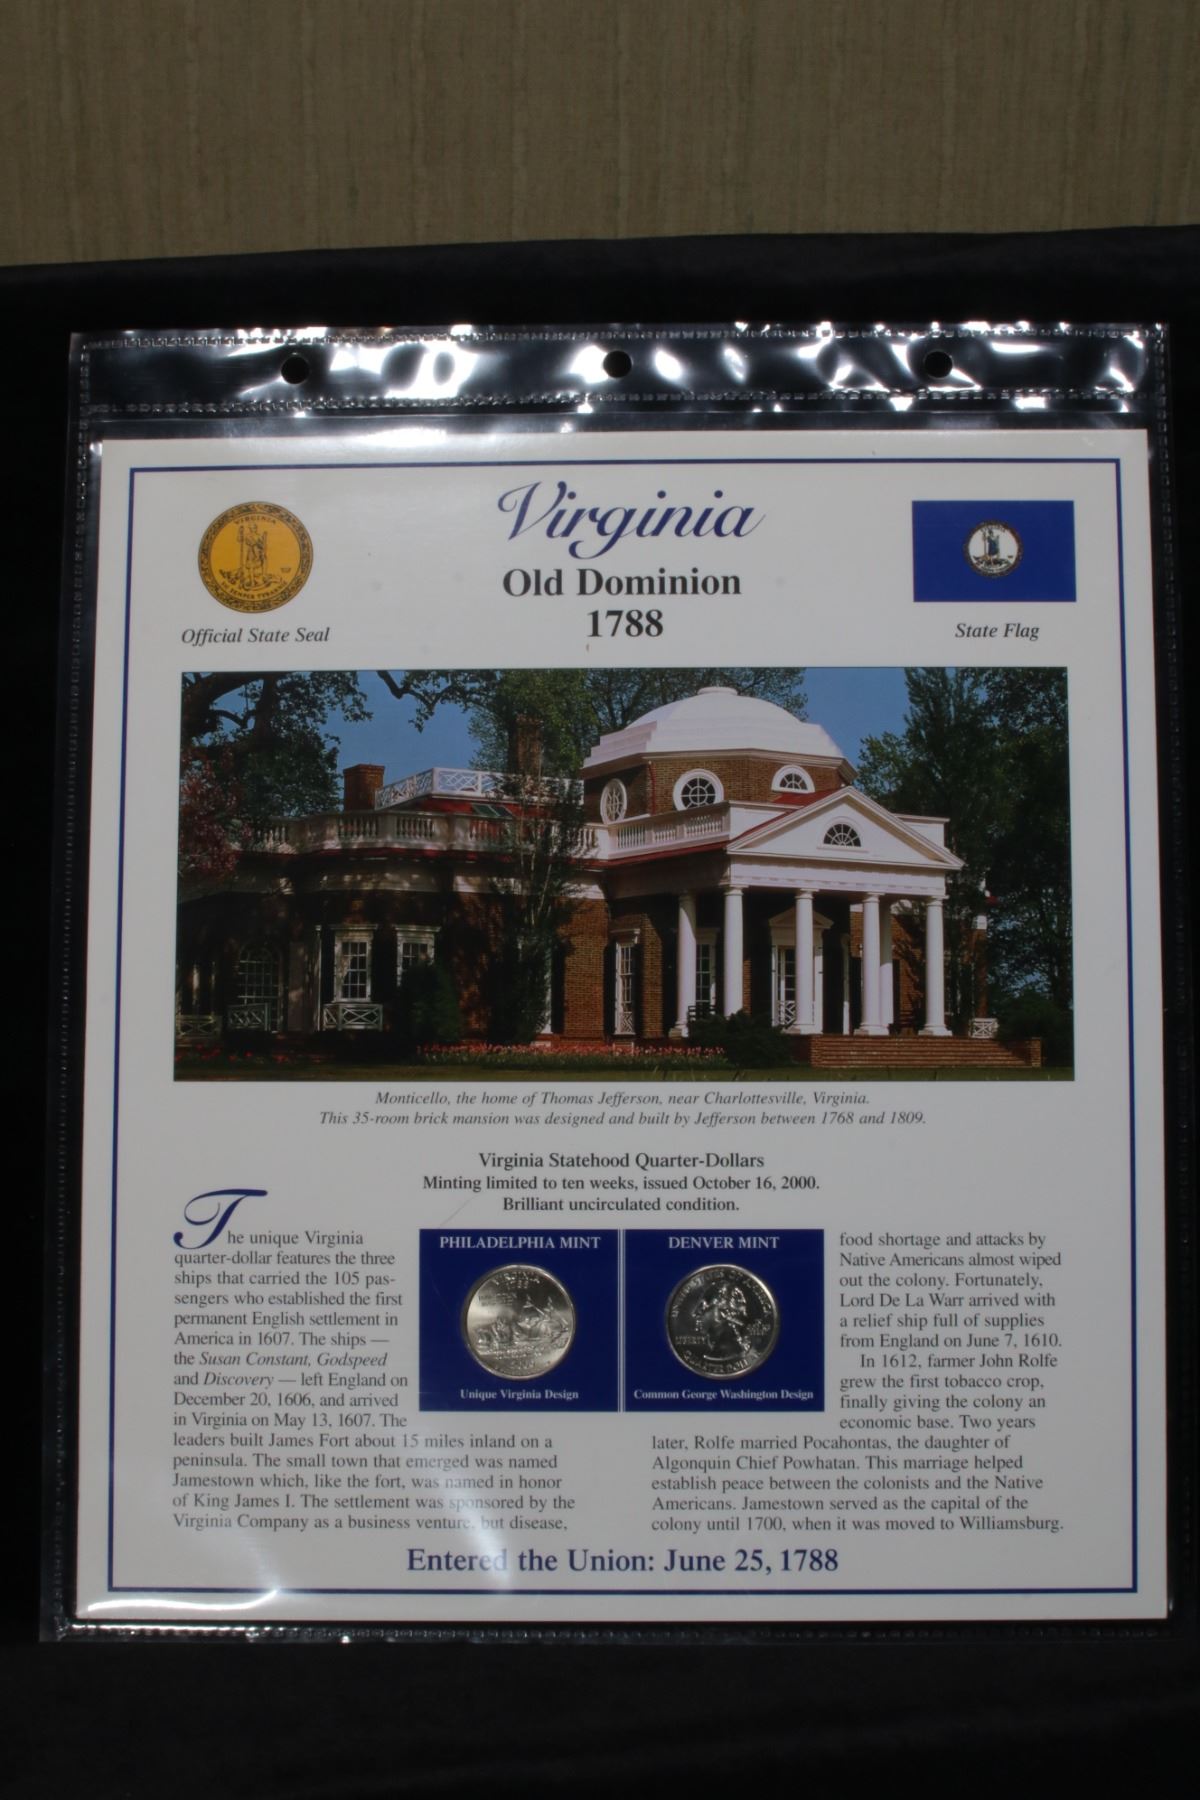 Virginia
Old Dominion
1788
VIRGINIA
Official State Seal
State Flag
Monticello, the home of Thomas Jefferson, near Charlottesville, Virginia.
This 35-room brick mansion was designed and built by Jefferson between 1768 and 1809.
Virginia Statehood Quarter-Dollars
Minting limited to ten weeks, issued October 16, 2000.
Brilliant uncirculated condition.
The unique Virginia
quarter-dollar features the three
ships that carried the 105 pas-
sengers who established the first
permanent English settlement in
America in 1607. The ships —
the Susan Constant, Godspeed
and Discovery — left England on
December 20, 1606, and arrived
in Virginia on May 13, 1607. The
leaders built James Fort about 15 miles inland on a
peninsula. The small town that emerged was named
Jamestown which, like the fort, was named in honor
of King James I. The settlement was sponsored by the
Virginia Company as a business venture, but disease,
PHILADELPHIA MINT
VIRGINIA
1788
2000
Unique Virginia Design
DENVER MINT
LIBERTY
QUARTER DOLLAR
Common George Washington Design
food shortage and attacks by
Native Americans almost wiped
out the colony. Fortunately,
Lord De La Warr arrived with
a relief ship full of supplies
from England on June 7, 1610.
In 1612, farmer John Rolfe
grew the first tobacco crop,
finally giving the colony an
economic base. Two years
later, Rolfe married Pocahontas, the daughter of
Algonquin Chief Powhatan. This marriage helped
establish peace between the colonists and the Native
Americans. Jamestown served as the capital of the
colony until 1700, when it was moved to Williamsburg.
Entered the Union: June 25, 1788